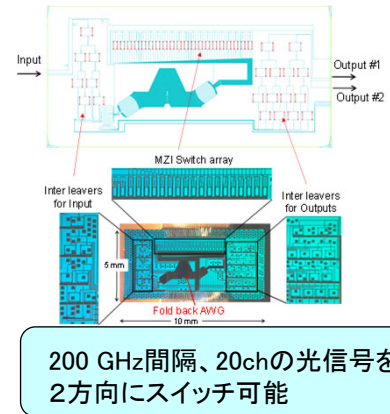 Input
Output #1
Output #2
MZI Switch array
Inter leavers
for Input
Inter leavers
for Outputs
5 mm
Fold back AWG
10 mm
200 GHz間隔、20chの光信号を
２方向にスイッチ可能